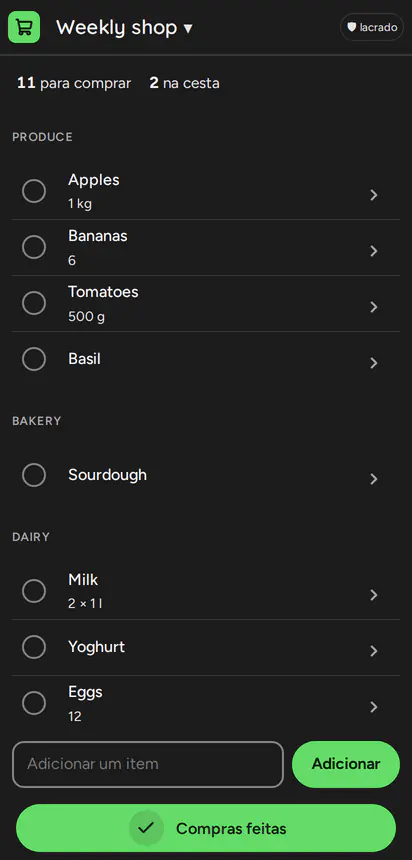 Weekly shop ▾
lacrado
11 para comprar 2 na cesta
PRODUCE
Apples
1 kg
Bananas
6
Tomatoes
500 g
Basil
BAKERY
Sourdough
DAIRY
Milk
2 × 1 l
Yoghurt
Eggs
12
Adicionar um item
Adicionar
Compras feitas